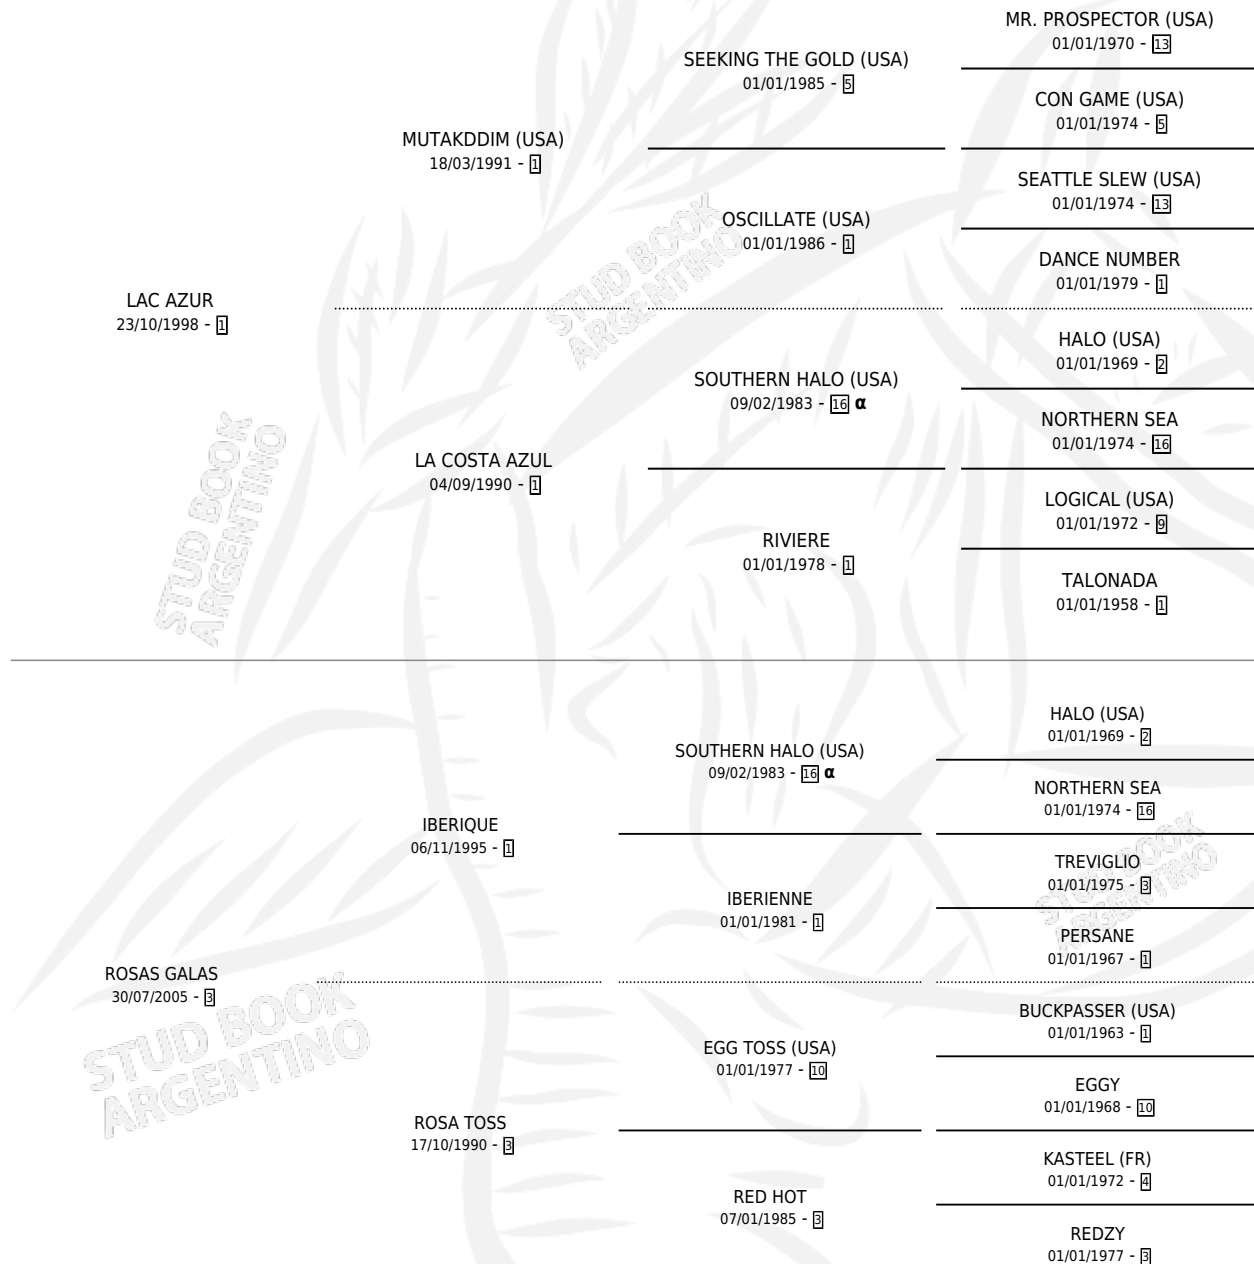 MR. PROSPECTOR (USA)
01/01/1970 - 13
SEEKING THE GOLD (USA)
01/01/1985 - 5
CON GAME (USA)
01/01/1974 - 5
MUTAKDDIM (USA)
18/03/1991 - 1
SEATTLE SLEW (USA)
01/01/1974 - 13
OSCILLATE (USA)
01/01/1986 - 1
DANCE NUMBER
01/01/1979 - 1
LAC AZUR
23/10/1998 - 1
HALO (USA)
01/01/1969 - 2
SOUTHERN HALO (USA)
09/02/1983 - 16 α
NORTHERN SEA
01/01/1974 - 16
LA COSTA AZUL
04/09/1990 - 1
LOGICAL (USA)
01/01/1972 - 9
RIVIERE
01/01/1978 - 1
TALONADA
01/01/1958 - 1
HALO (USA)
01/01/1969 - 2
SOUTHERN HALO (USA)
09/02/1983 - 16 α
NORTHERN SEA
01/01/1974 - 16
IBERIQUE
06/11/1995 - 1
TREVIGLIO
01/01/1975 - 3
IBERIENNE
01/01/1981 - 1
PERSANE
01/01/1967 - 1
ROSAS GALAS
30/07/2005 - 3
BUCKPASSER (USA)
01/01/1963 - 1
EGG TOSS (USA)
01/01/1977 - 10
EGGY
01/01/1968 - 10
ROSA TOSS
17/10/1990 - 3
KASTEEL (FR)
01/01/1972 - 4
RED HOT
07/01/1985 - 3
REDZY
01/01/1977 - 3
STUD BOOK
ARGENTINO
STUD BOOK
ARGENTINO
STUD BOOK
ARGENTINO
STUD BOOK
ARGENTINO